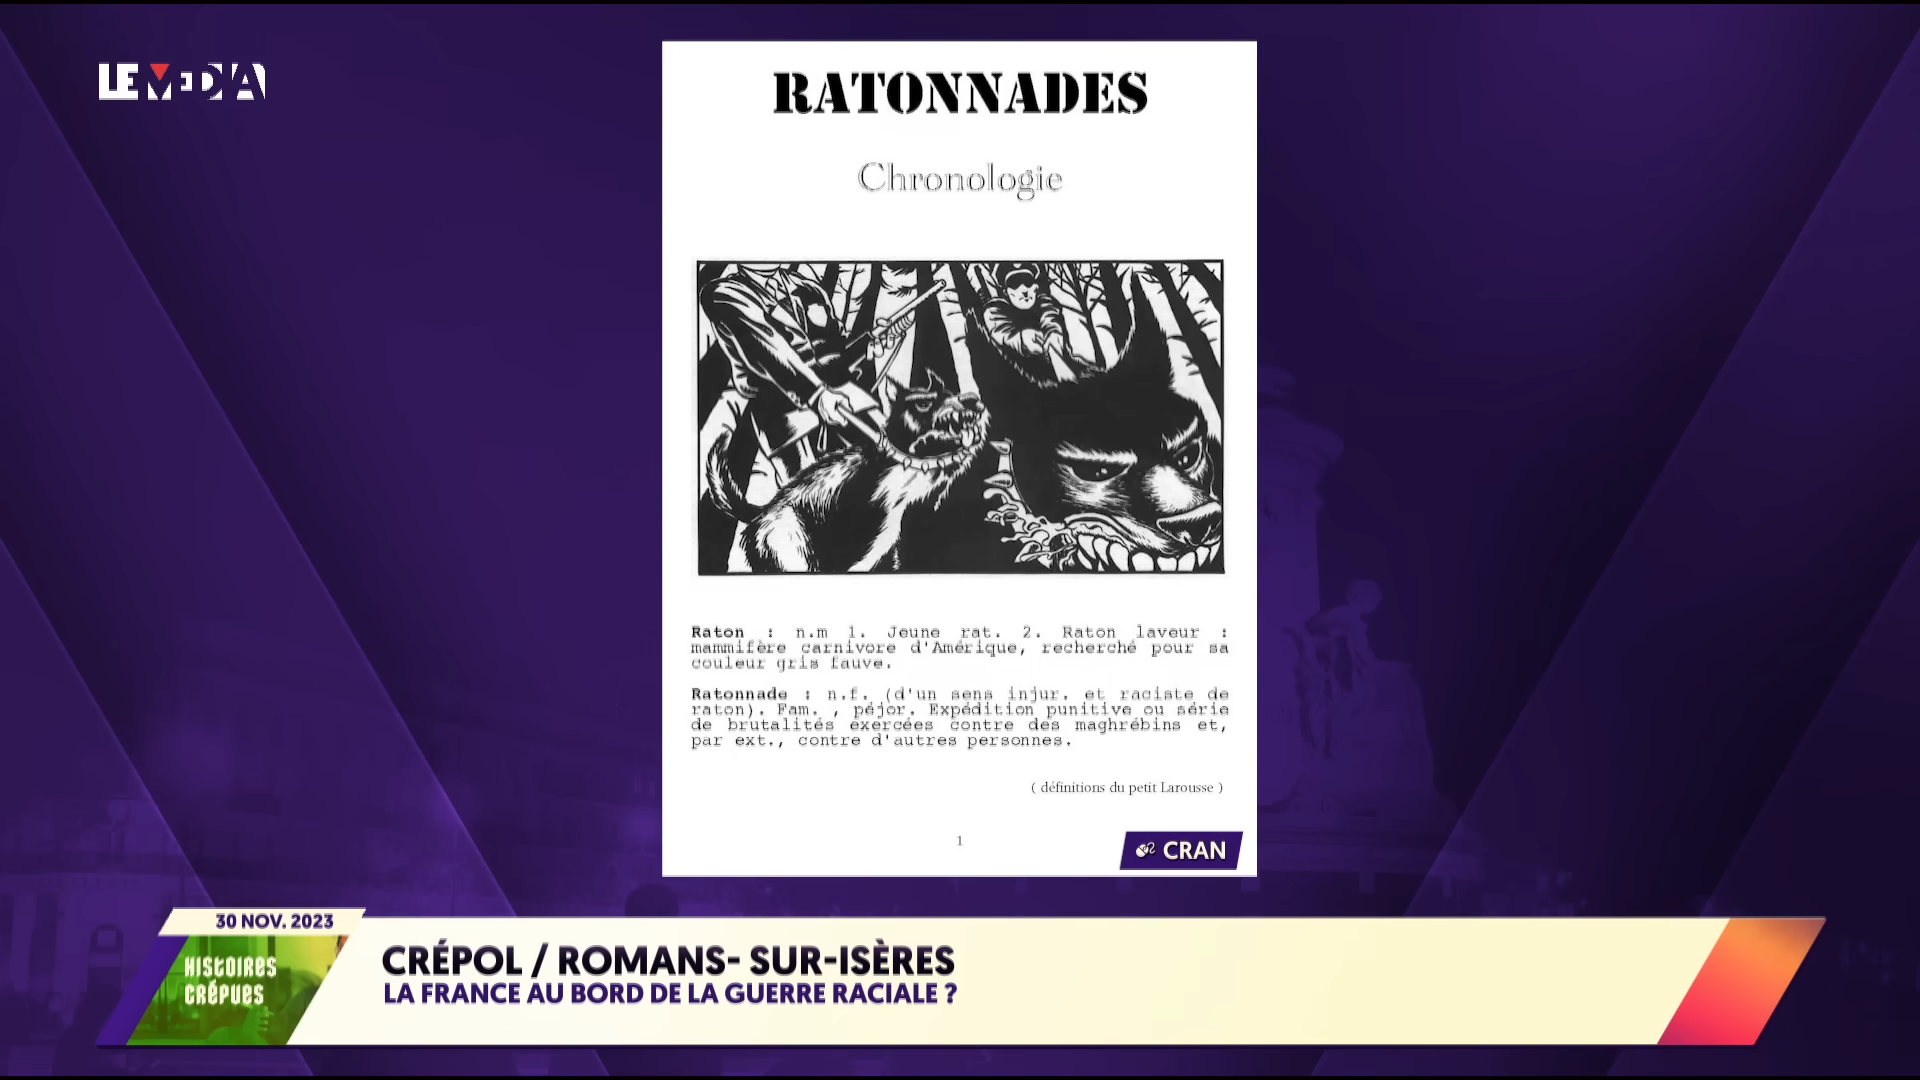 LE MEDIA
RATONNADES
Chronologie
Raton : n.m 1. Jeune rat. 2. Raton laveur :
mammifère carnivore d'Amérique, recherché pour sa
couleur gris fauve.
Ratonnade : n.f. (d'un sens injur. et raciste de
raton). Fam. , péjor. Expédition punitive ou série
de brutalités exercées contre des maghrébins et,
par ext., contre d'autres personnes.
( définitions du petit Larousse )
1
CRAN
30 NOV. 2023
HISTOIRES
CRÉPUES
CRÉPOL / ROMANS- SUR-ISÈRES
LA FRANCE AU BORD DE LA GUERRE RACIALE ?